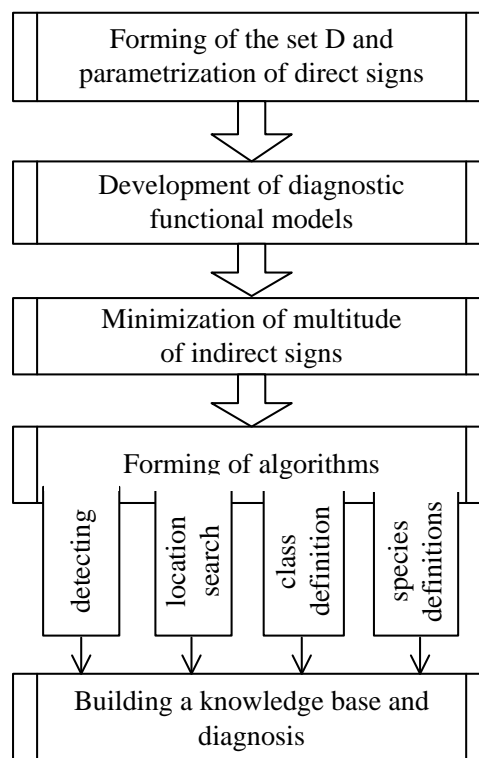 Forming of the set D and
parametrization of direct signs
Development of diagnostic
functional models
Minimization of multitude
of indirect signs
Forming of algorithms
detecting
location
search
class
definition
species
definitions
Building a knowledge base and
diagnosis